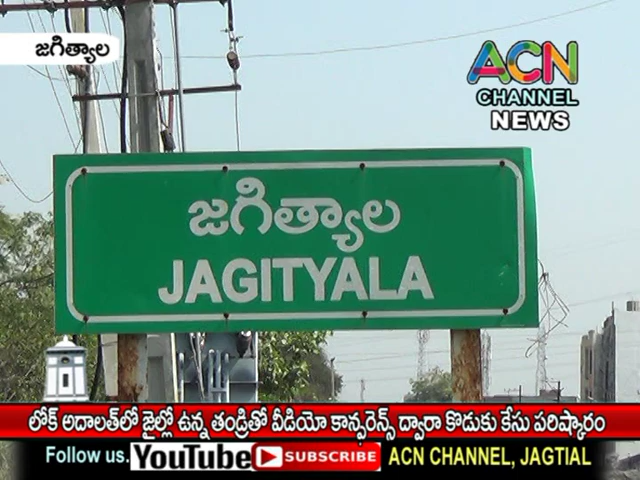 జగిత్యాల
ACN
CHANNEL
NEWS
జగిత్యాల
JAGITYALA
లోక్ అదాలత్‌లో జైల్లో ఉన్న తండ్రితో వీడియో కాన్ఫరెన్స్ ద్వారా కొడుకు కేసు పరిష్కారం
Follow us. YouTube SUBSCRIBE ACN CHANNEL, JAGTIAL